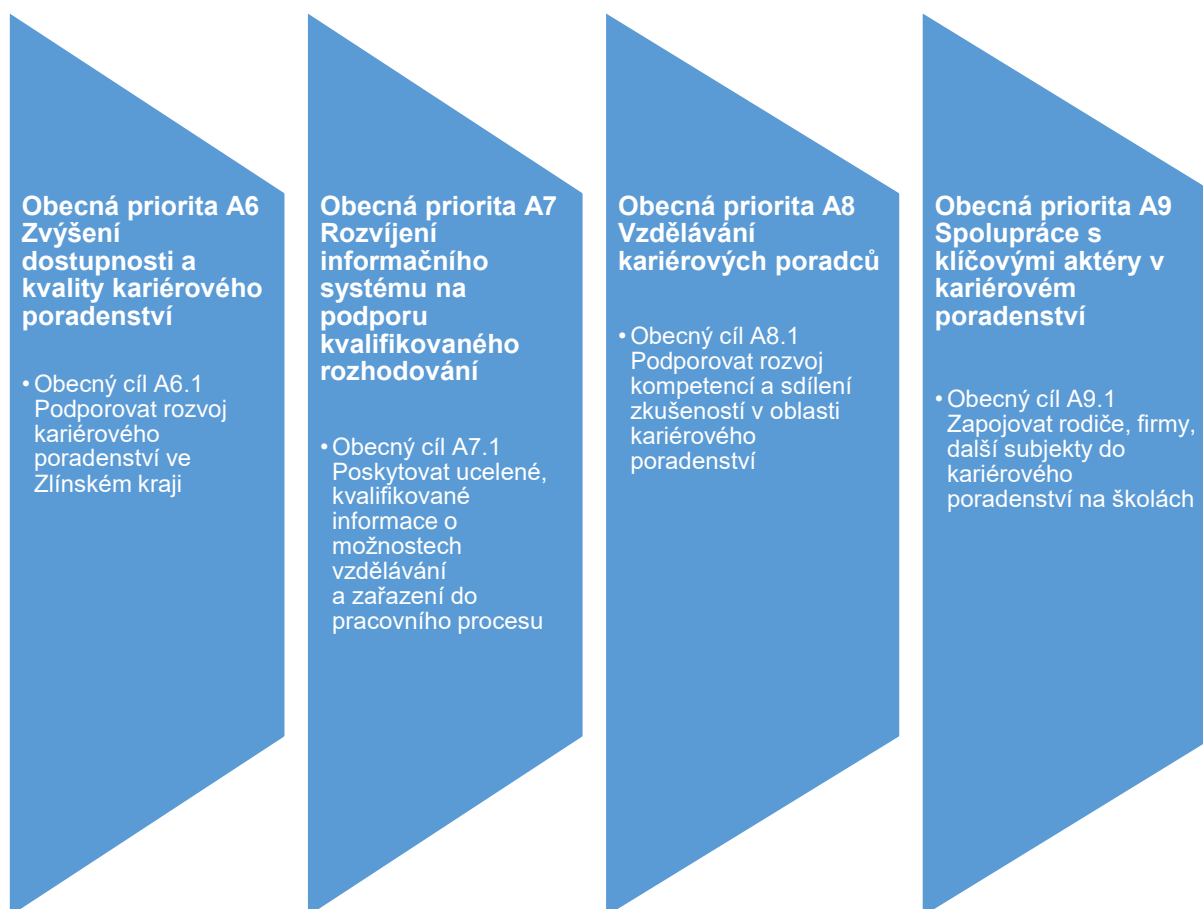 Obecná priorita A6
Zvýšení
dostupnosti a
kvality kariérového
poradenství
• Obecný cíl A6.1
Podporovat rozvoj
kariérového
poradenství ve
Zlínském kraji
Obecná priorita A7
Rozvíjení
informačního
systému na
podporu
kvalifikovaného
rozhodování
• Obecný cíl A7.1
Poskytovat ucelené,
kvalifikované
informace o
možnostech
vzdělávání
a zařazení do
pracovního procesu
Obecná priorita A8
Vzdělávání
kariérových poradců
• Obecný cíl A8.1
Podporovat rozvoj
kompetencí a sdílení
zkušeností v oblasti
kariérového
poradenství
Obecná priorita A9
Spolupráce s
klíčovými aktéry v
kariérovém
poradenství
• Obecný cíl A9.1
Zapojovat rodiče, firmy,
další subjekty do
kariérového
poradenství na školách